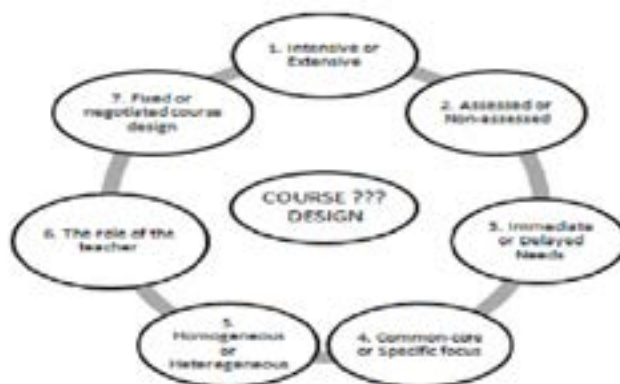 1. Intensive or
Extensive
2. Assessed or
Non-assessed
3. Immediate
or Delayed
Needs
4. Common-core
or Specific focus
5.
Homogeneous
or
Heterogeneous
6. The role of the
teacher
7. Fixed or
negotiated course
design
COURSE ???
DESIGN